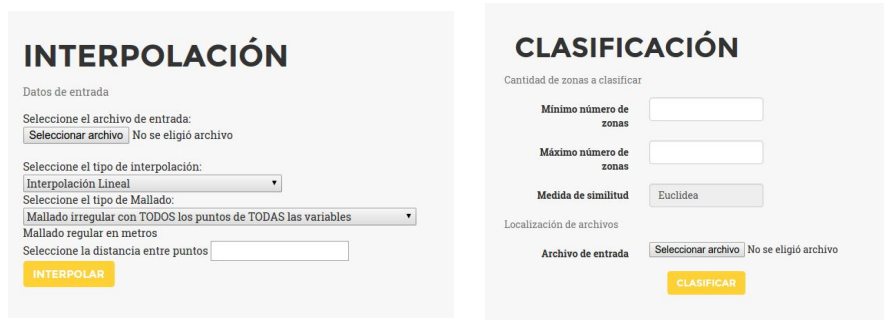 INTERPOLACIÓN
Datos de entrada
Seleccione el archivo de entrada:
Seleccionar archivo No se eligió archivo
Seleccione el tipo de interpolación:
Interpolación Lineal
Seleccione el tipo de Mallado:
Mallado irregular con TODOS los puntos de TODAS las variables
Mallado regular en metros
Seleccione la distancia entre puntos
INTERPOLAR
CLASIFICACIÓN
Cantidad de zonas a clasificar
Mínimo número de
zonas
Máximo número de
zonas
Medida de similitud Euclidea
Localización de archivos
Archivo de entrada Seleccionar archivo No se eligió archivo
CLASIFICAR